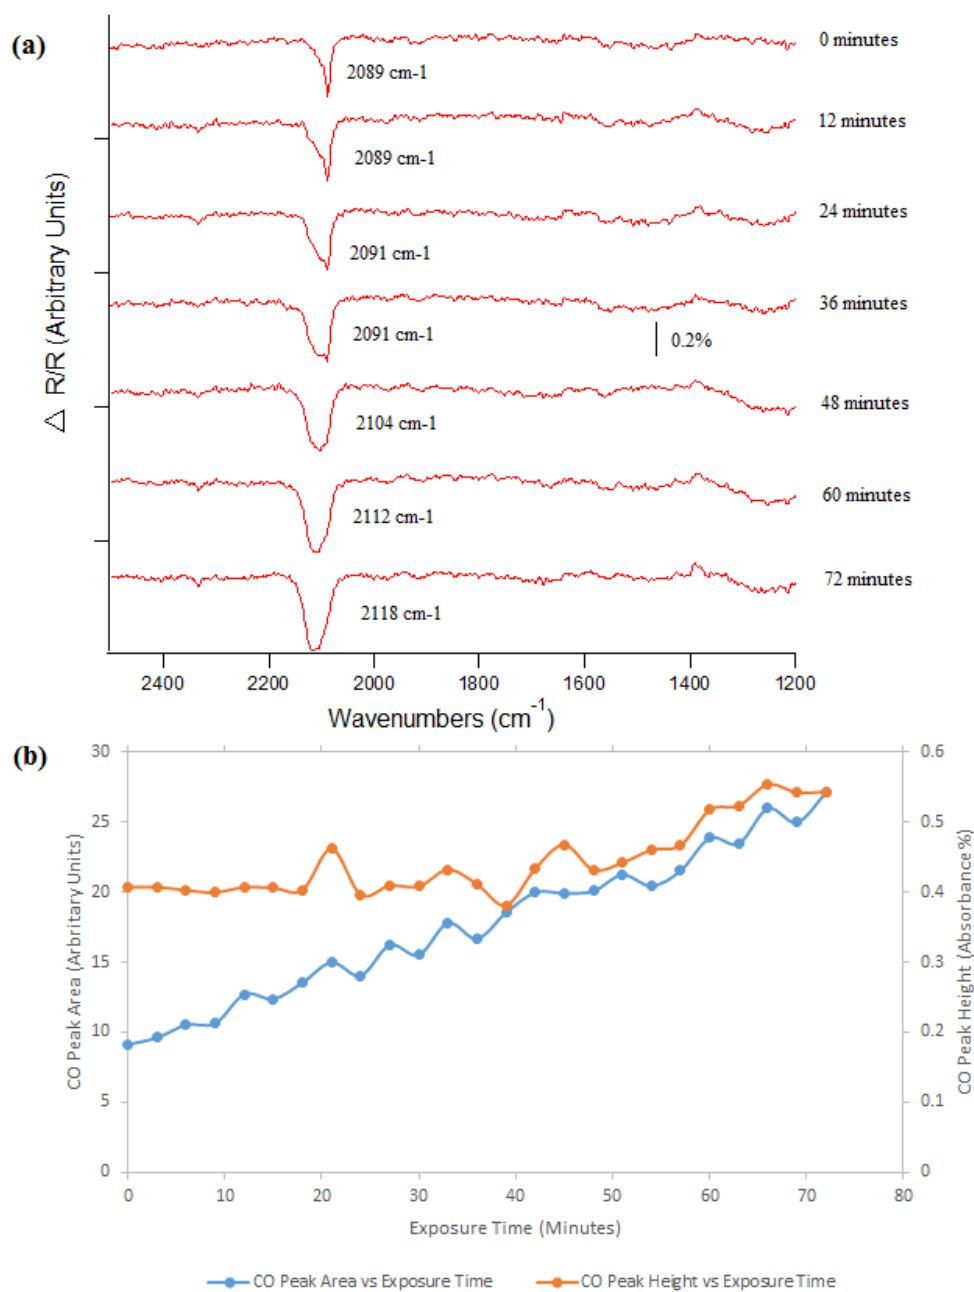 (a)
0 minutes
2089 cm-1
12 minutes
2089 cm-1
24 minutes
2091 cm-1
36 minutes
2091 cm-1
0.2%
48 minutes
2104 cm-1
60 minutes
2112 cm-1
72 minutes
2118 cm-1
△ R/R (Arbitrary Units)
2400 2200 2000 1800 1600 1400 1200
Wavenumbers (cm⁻¹)
(b)
30 0.6
25 0.5
20 0.4
15 0.3
10 0.2
5 0.1
0 0
CO Peak Area (Arbritary Units)
CO Peak Height (Absorbance%)
0 10 20 30 40 50 60 70 80
Exposure Time (Minutes)
CO Peak Area vs Exposure Time CO Peak Height vs Exposure Time